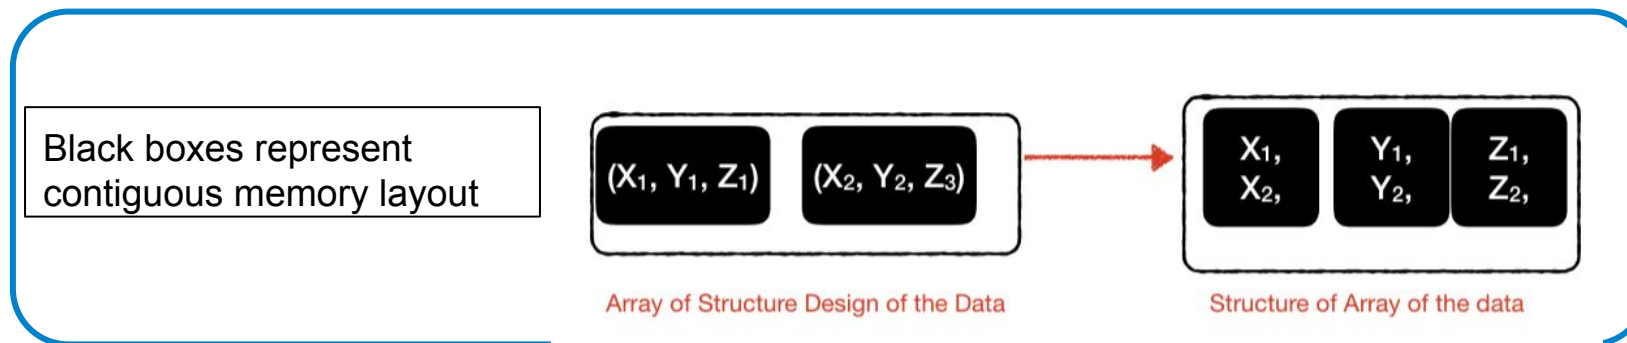 Black boxes represent
contiguous memory layout
(X₁, Y₁, Z₁)
(X₂, Y₂, Z₃)
X₁,
X₂,
Y₁,
Y₂,
Z₁,
Z₂,
Array of Structure Design of the Data
Structure of Array of the data